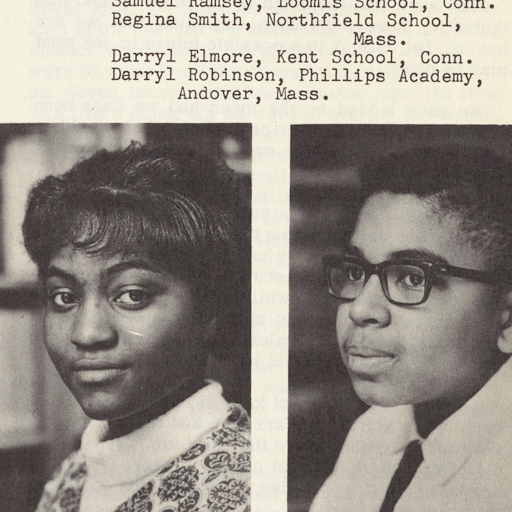 Samuel Ramsey, Loomis School, Conn.
Regina Smith, Northfield School,
Mass.
Darryl Elmore, Kent School, Conn.
Darryl Robinson, Phillips Academy,
Andover, Mass.